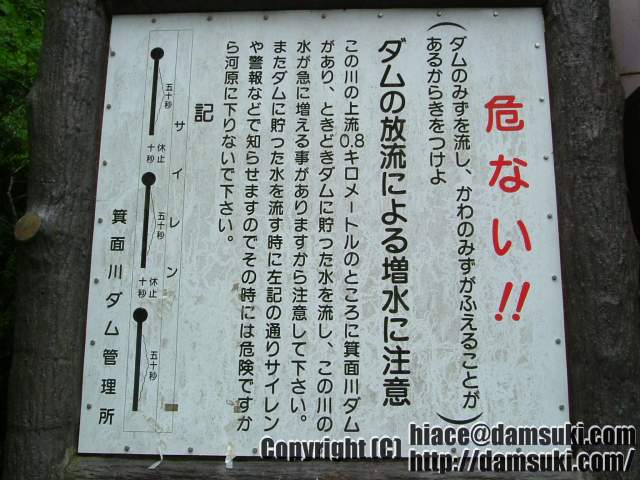 危ない!!
(ダムのみずを流し、かわのみずがふえることが
あるからきをつけよ)
ダムの放流による増水に注意
この川の上流0.8キロメートルのところに箕面川ダム
があり、ときどきダムに貯った水を流し、この川の
水が急に増える事がありますから注意して下さい。
またダムに貯った水を流す時に左記の通りサイレン
や警報などで知らせますのでその時には危険ですか
ら河原に下りないで下さい。
記
サイレン
五十秒
休止
十秒
五十秒
休止
十秒
五十秒
箕面川ダム管理所
Copyright (C) hiace@damsuki.com
http://damsuki.com/